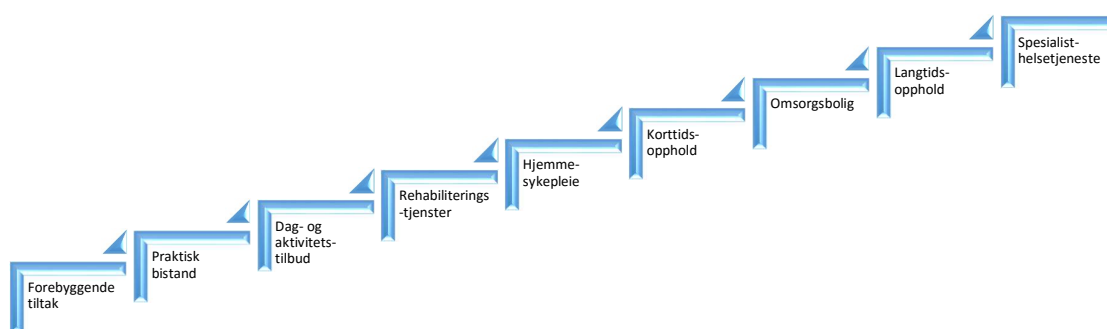 Forebyggende
tiltak
Praktisk
bistand
Dag- og
aktivitets-
tilbud
Rehabiliterings
-tjenster
Hjemme-
sykepleie
Korttids-
opphold
Omsorgsbolig
Langtids-
opphold
Spesialist-
helsetjeneste